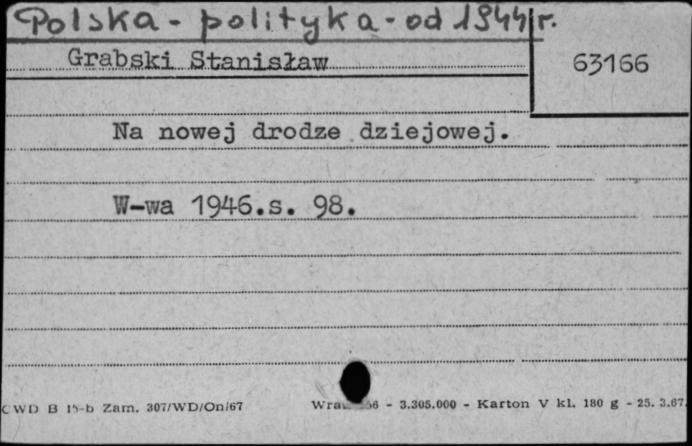 Polska - polityka - od 1944 r.
Grabski Stanisław
63166
Na nowej drodze dziejowej.
W-wa 1946.s. 98.
CWD B 15-b Zam. 307/WD/On/67 56 - 3.305.000 - Karton V kl. 180 g - 25. 3.67.